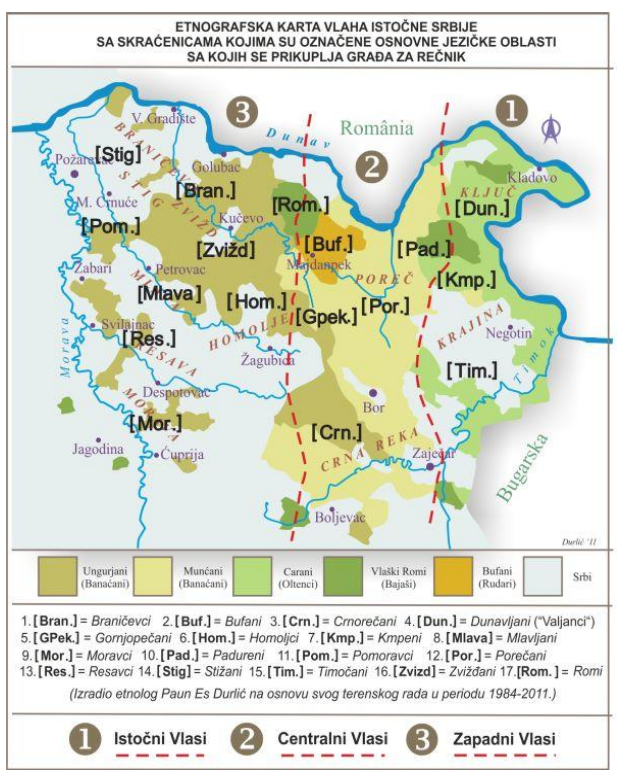 ETNOGRAFSKA KARTA VLAHA ISTOČNE SRBIJE
SA SKRAĆENICAMA KOJIMA SU OZNAČENE OSNOVNE JEZIČKE OBLASTI
SA KOJIH SE PRIKUPLJA GRAĐA ZA REČNIK
3
1
V. Gradište
Dunav
România
2
BRANIČEVO
[Stig]
Požarevac
Golubac
Kladovo
STIG
ZVIŽD
[Bran.]
KLJUČ
M. Crnuće
[Rom.]
[Dun.]
[Pom.]
Kučevo
[Zvižd]
[Buf.]
[Pad.]
Majdanpek
Zabari
Petrovac
POREČ
[Kmp.]
[Mlava]
[Hom.]
[Por.]
[Gpek.]
Svilajnac
HOMOLJE
KRAJINA
[Res.]
RESAVA
Negotin
Morava
Žagubica
Timok
[Tim.]
Despotovac
Bor
[Mor.]
[Crn.]
Jagodina
Ćuprija
CRNA REKA
Zaječar
Bugarska
Boljevac
Durlić '11
Ungurjani (Banaćani)
Munćani (Banaćani)
Carani (Oltenci)
Vlaški Romi (Bajaši)
Bufani (Rudari)
Srbi
1. [Bran.] = Braničevci 2. [Buf.] = Bufani 3. [Crn.] = Crnorečani 4. [Dun.] = Dunavljani ("Valjanci")
5. [GPek.] = Gornjopečani 6. [Hom.] = Homoljci 7. [Kmp.] = Kmpeni 8. [Mlava] = Mlavljani
9. [Mor.] = Moravci 10. [Pad.] = Padureni 11. [Pom.] = Pomoravci 12. [Por.] = Porečani
13. [Res.] = Resavci 14. [Stig] = Stižani 15. [Tim.] = Timočani 16. [Zvizd] = Zvižđani 17. [Rom.] = Romi
(Izradio etnolog Paun Es Durlić na osnovu svog terenskog rada u periodu 1984-2011.)
1 Istočni Vlasi 2 Centralni Vlasi 3 Zapadni Vlasi